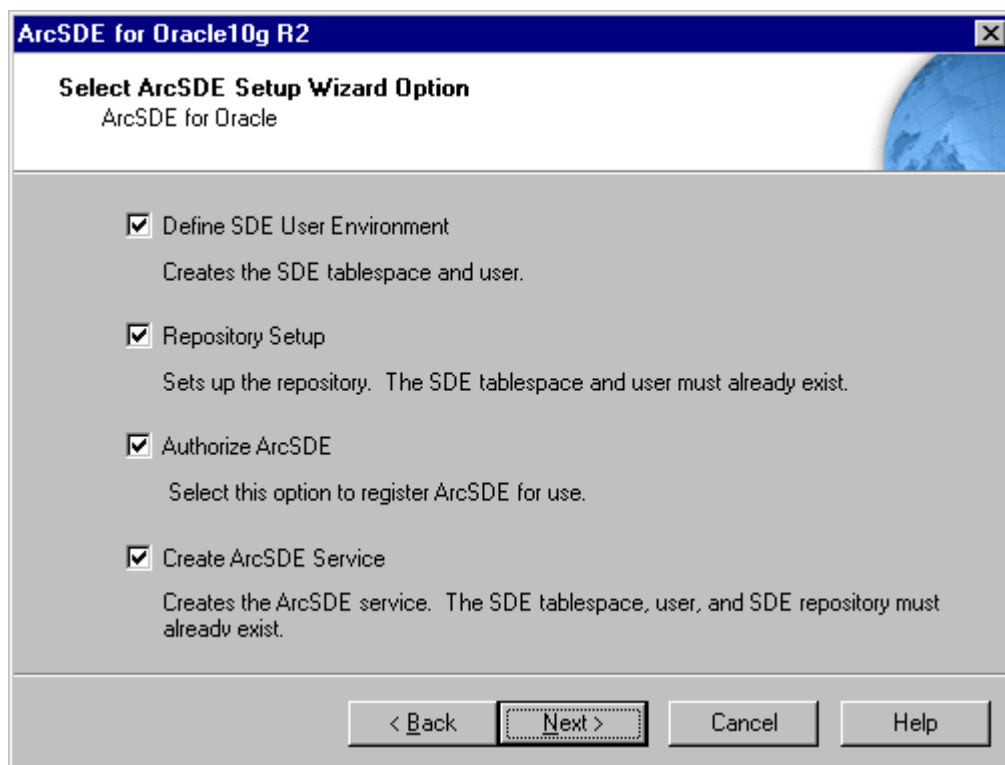 ArcSDE for Oracle10g R2
Select ArcSDE Setup Wizard Option
ArcSDE for Oracle
Define SDE User Environment
Creates the SDE tablespace and user.
Repository Setup
Sets up the repository.  The SDE tablespace and user must already exist.
Authorize ArcSDE
Select this option to register ArcSDE for use.
Create ArcSDE Service
Creates the ArcSDE service.  The SDE tablespace, user, and SDE repository must
already exist.
< Back Next > Cancel Help